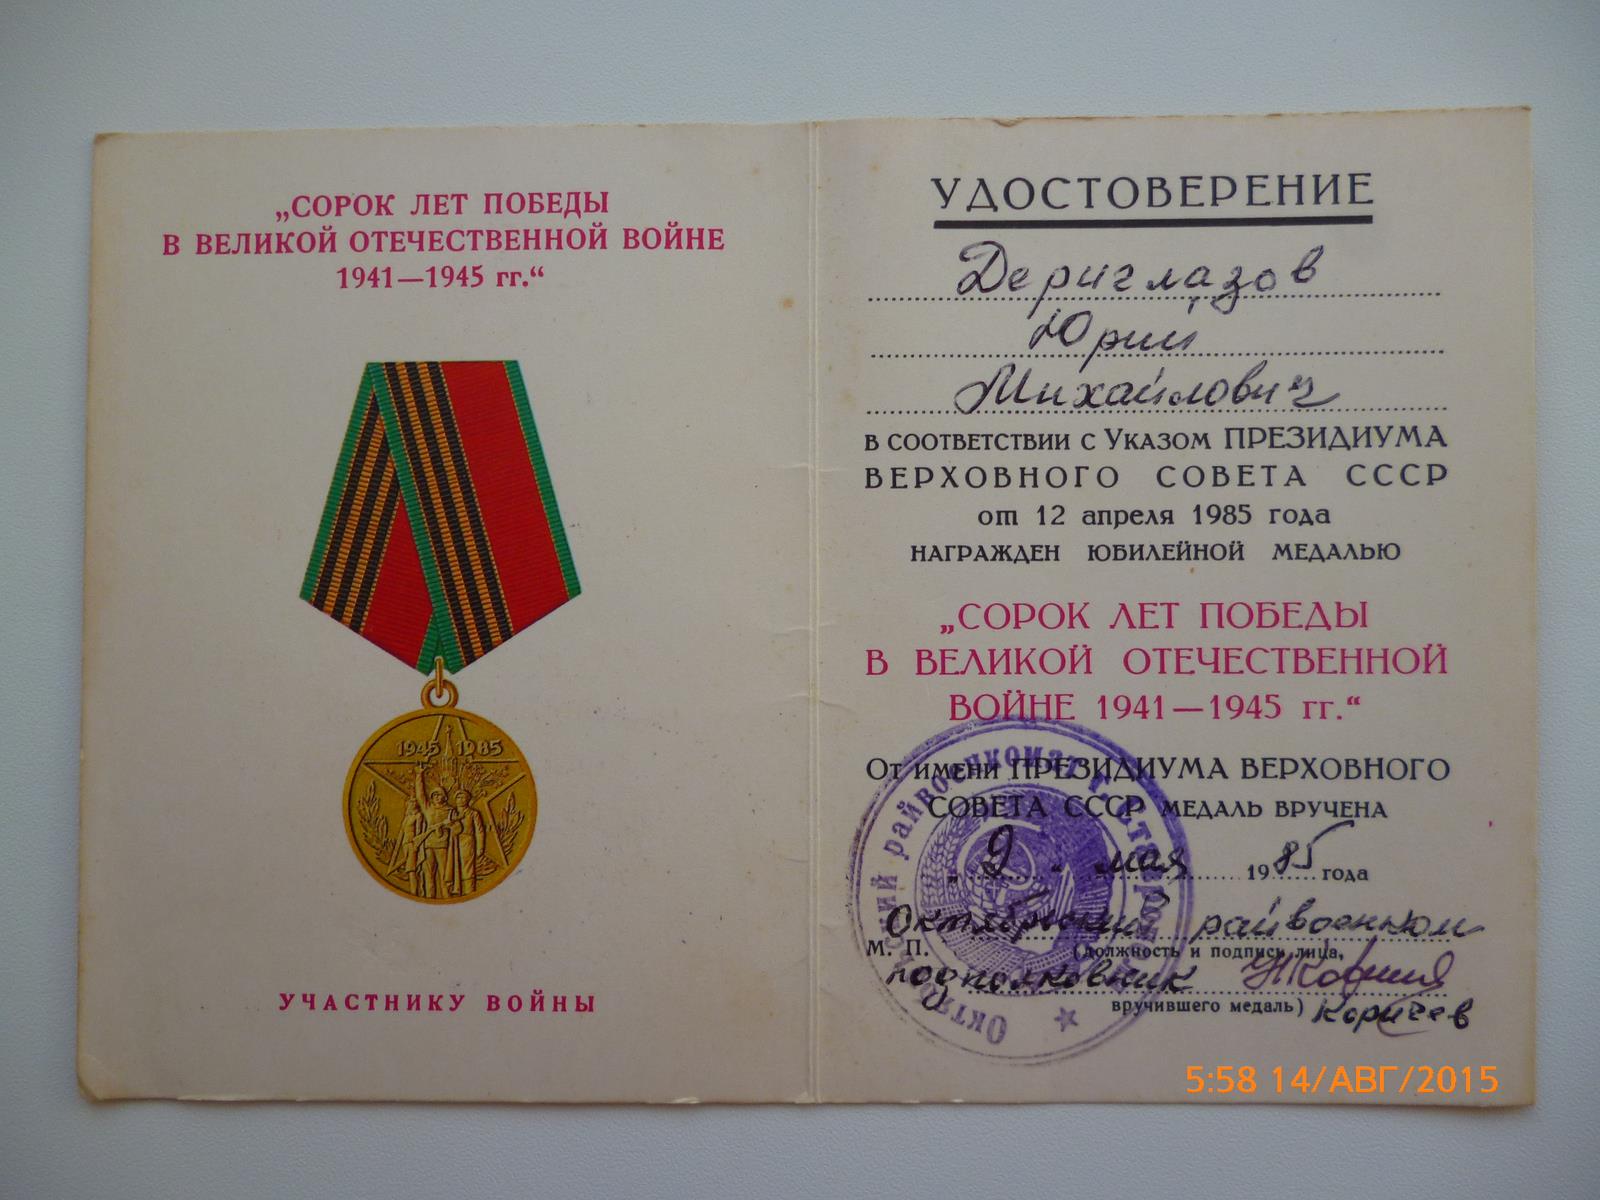 „СОРОК ЛЕТ ПОБЕДЫ
В ВЕЛИКОЙ ОТЕЧЕСТВЕННОЙ ВОЙНЕ
1941—1945 гг.“
1945 1985
УЧАСТНИКУ ВОЙНЫ
УДОСТОВЕРЕНИЕ
Дериглазов
Юрий
Михайлович
В СООТВЕТСТВИИ С УКАЗОМ ПРЕЗИДИУМА
ВЕРХОВНОГО СОВЕТА СССР
от 12 апреля 1985 года
НАГРАЖДЕН ЮБИЛЕЙНОЙ МЕДАЛЬЮ
„СОРОК ЛЕТ ПОБЕДЫ
В ВЕЛИКОЙ ОТЕЧЕСТВЕННОЙ
ВОЙНЕ 1941—1945 гг.“
От имени ПРЕЗИДИУМА ВЕРХОВНОГО
СОВЕТА СССР МЕДАЛЬ ВРУЧЕНА
„9“ мая 1985 года
Октябрьский райвоенком
М. П. (должность и подпись лица,
подполковник
вручившего медаль)
Октябрьский райвоенкомат г.
5:58 14/АВГ/2015